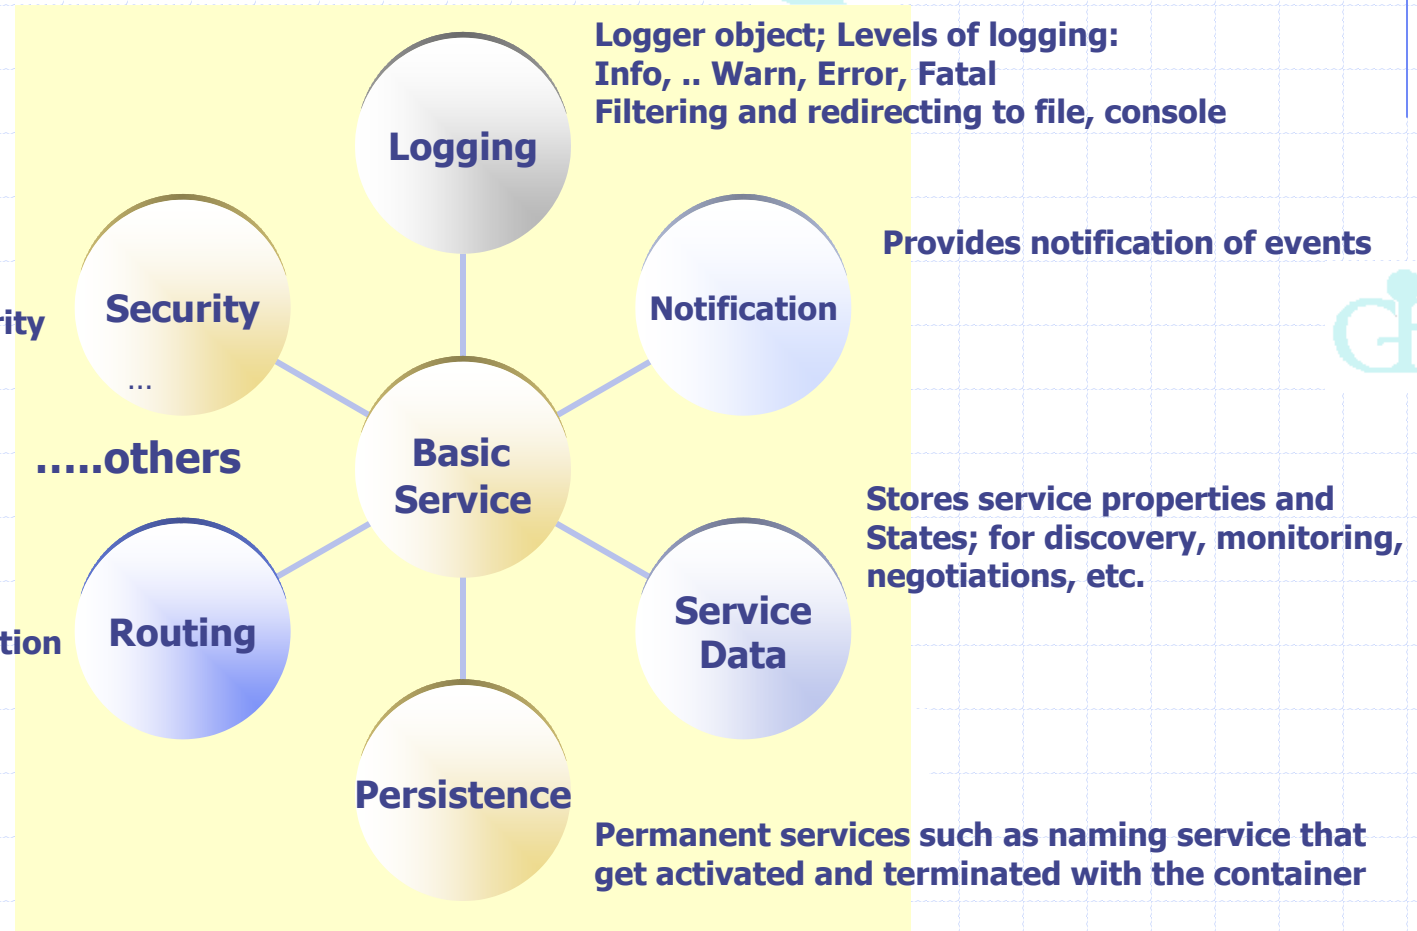 Logger object; Levels of logging:
Info, .. Warn, Error, Fatal
Filtering and redirecting to file, console
Logging
Provides notification of events
Security
...
Notification
rity
.....others
Basic
Service
Stores service properties and
States; for discovery, monitoring,
negotiations, etc.
Routing
tion
Service
Data
Persistence
Permanent services such as naming service that
get activated and terminated with the container